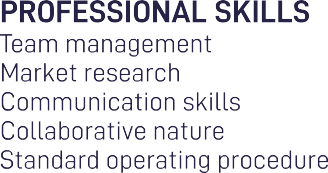 PROFESSIONAL SKILLS
Team management
Market research
Communication skills
Collaborative nature
Standard operating procedure